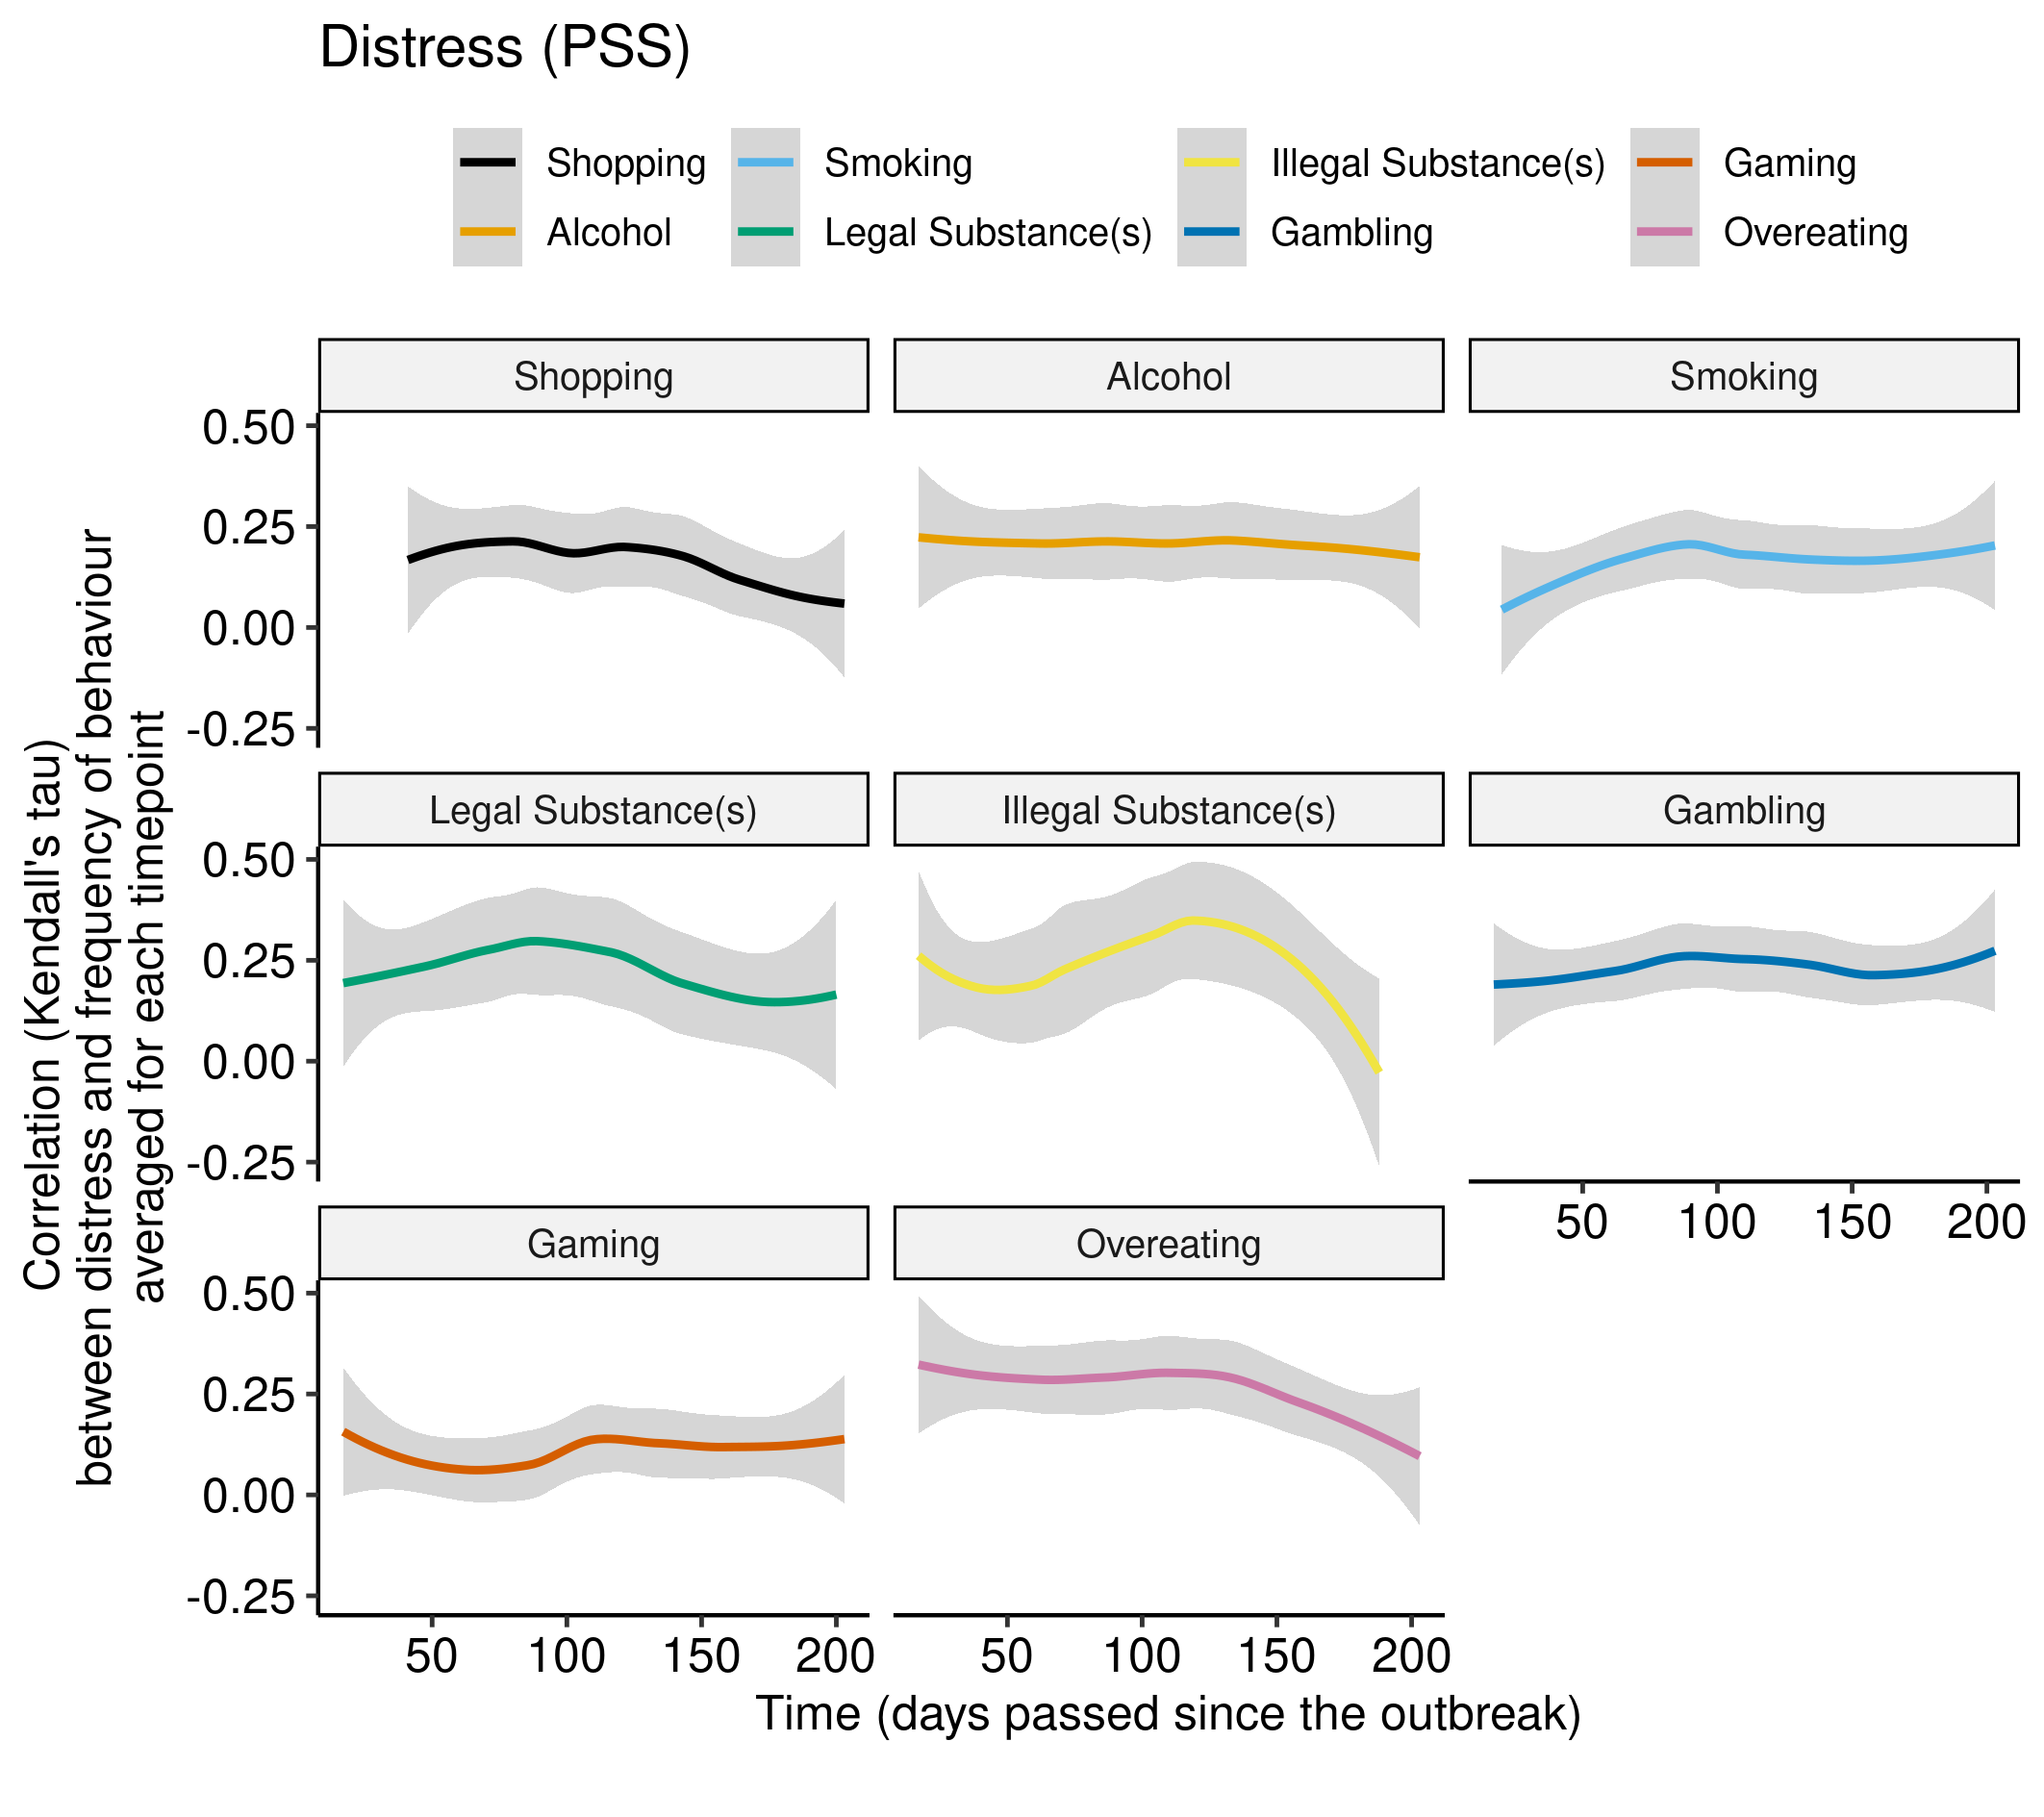 Distress (PSS)
Shopping Smoking Illegal Substance(s) Gaming
Alcohol Legal Substance(s) Gambling Overeating
Correlation (Kendall's tau)
between distress and frequency of behaviour
averaged for each timepoint
Shopping Alcohol Smoking
0.50
0.25
0.00
-0.25
Legal Substance(s) Illegal Substance(s) Gambling
0.50
0.25
0.00
-0.25
50 100 150 200
Gaming Overeating
0.50
0.25
0.00
-0.25
50 100 150 200 50 100 150 200
Time (days passed since the outbreak)